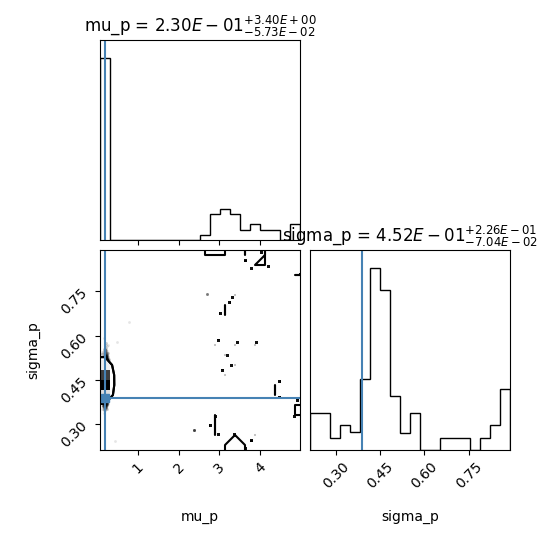 mu_p = 2.30E − 01+3.40E+00−5.73E−02
sigma_p = 4.52E − 01+2.26E−01−7.04E−02
0.75
0.60
0.45
0.30
sigma_p
1 2 3 4
mu_p
0.30 0.45 0.60 0.75
sigma_p